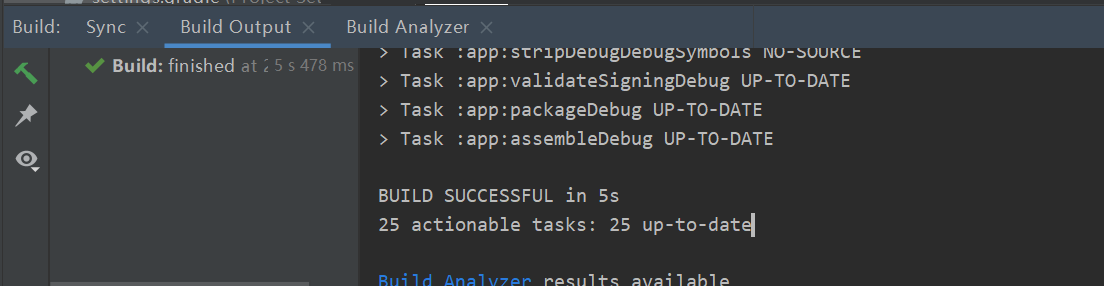 settings.gradle (Project Set
Build: Sync Build Output Build Analyzer
Build: finished at 5 s 478 ms
> Task :app:stripDebugDebugSymbols NO-SOURCE
> Task :app:validateSigningDebug UP-TO-DATE
> Task :app:packageDebug UP-TO-DATE
> Task :app:assembleDebug UP-TO-DATE
BUILD SUCCESSFUL in 5s
25 actionable tasks: 25 up-to-date
Build Analyzer results available